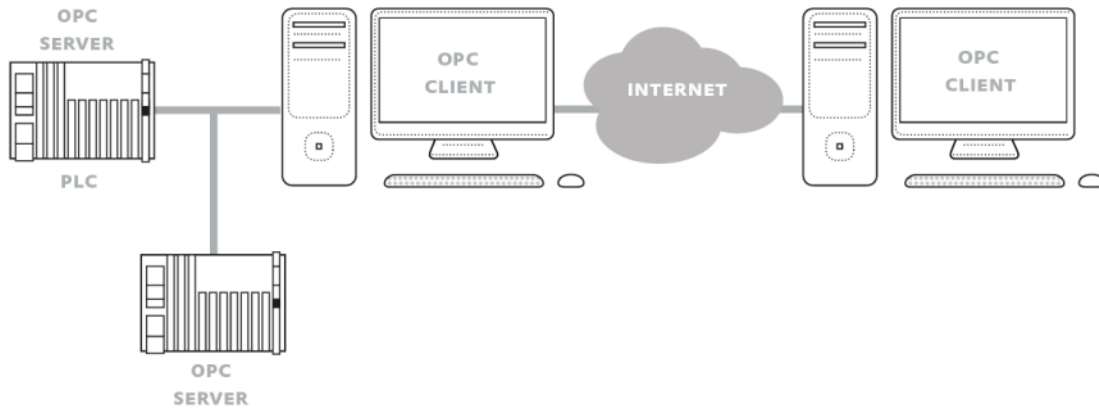 OPC
SERVER
PLC
OPC
CLIENT
INTERNET
OPC
CLIENT
OPC
SERVER